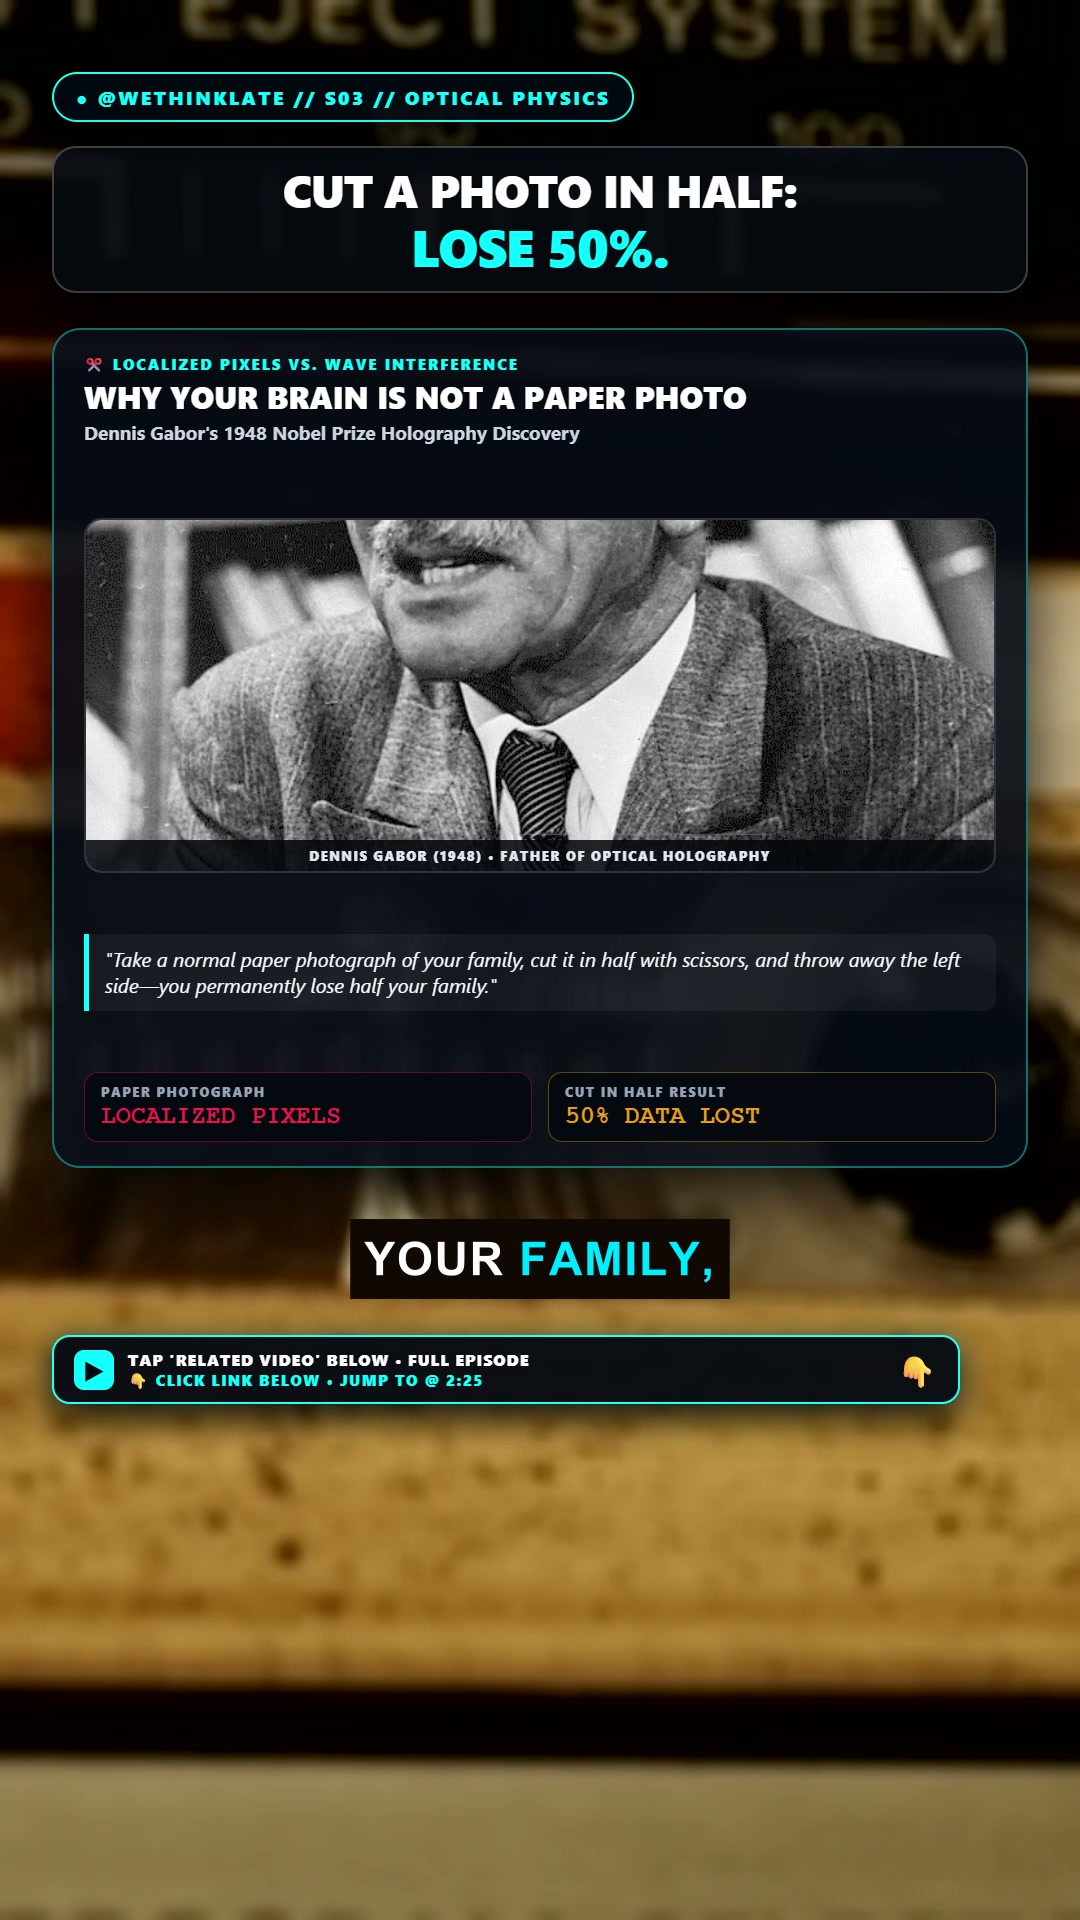 EJECT SYSTEM
90 100
• @WETHINKLATE // S03 // OPTICAL PHYSICS
CUT A PHOTO IN HALF:
LOSE 50%.
LOCALIZED PIXELS VS. WAVE INTERFERENCE
WHY YOUR BRAIN IS NOT A PAPER PHOTO
Dennis Gabor's 1948 Nobel Prize Holography Discovery
DENNIS GABOR (1948) • FATHER OF OPTICAL HOLOGRAPHY
"Take a normal paper photograph of your family, cut it in half with scissors, and throw away the left
side—you permanently lose half your family."
PAPER PHOTOGRAPH
LOCALIZED PIXELS
CUT IN HALF RESULT
50% DATA LOST
YOUR FAMILY,
TAP 'RELATED VIDEO' BELOW • FULL EPISODE
CLICK LINK BELOW • JUMP TO @ 2:25